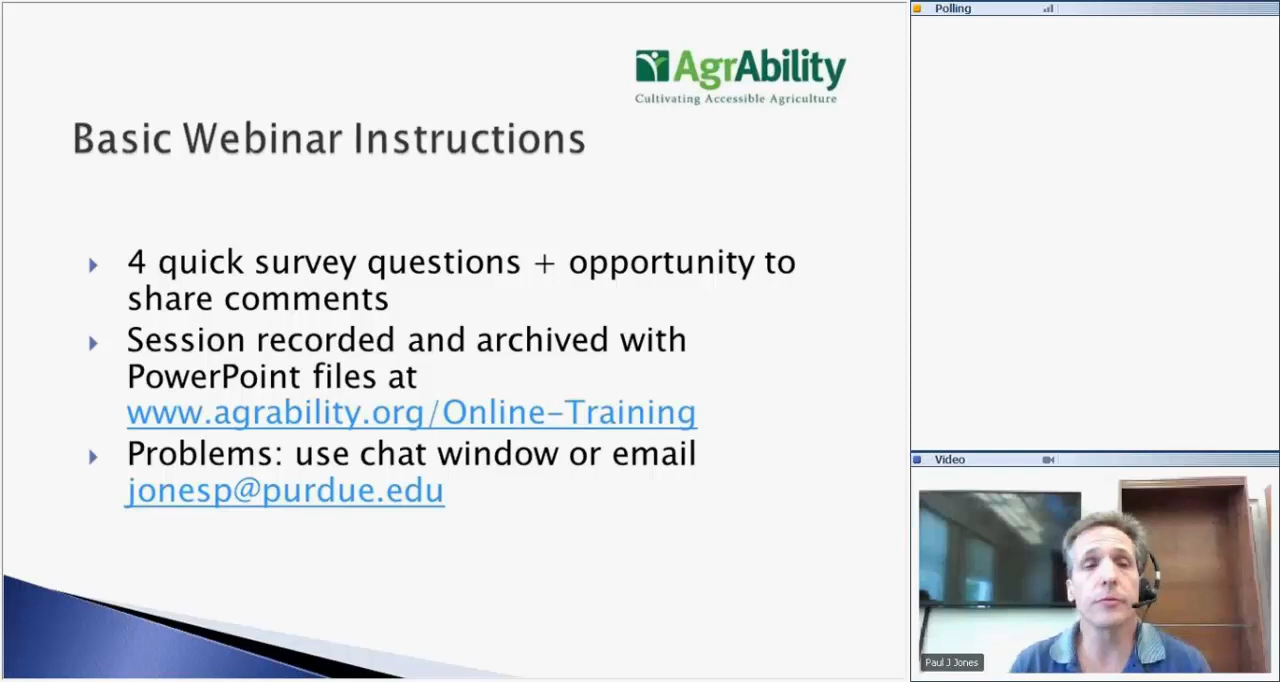 AgrAbility
Cultivating Accessible Agriculture
Basic Webinar Instructions
4 quick survey questions + opportunity to
share comments
Session recorded and archived with
PowerPoint files at
www.agrability.org/Online-Training
Problems: use chat window or email
jonesp@purdue.edu
Polling
Video
Paul J Jones